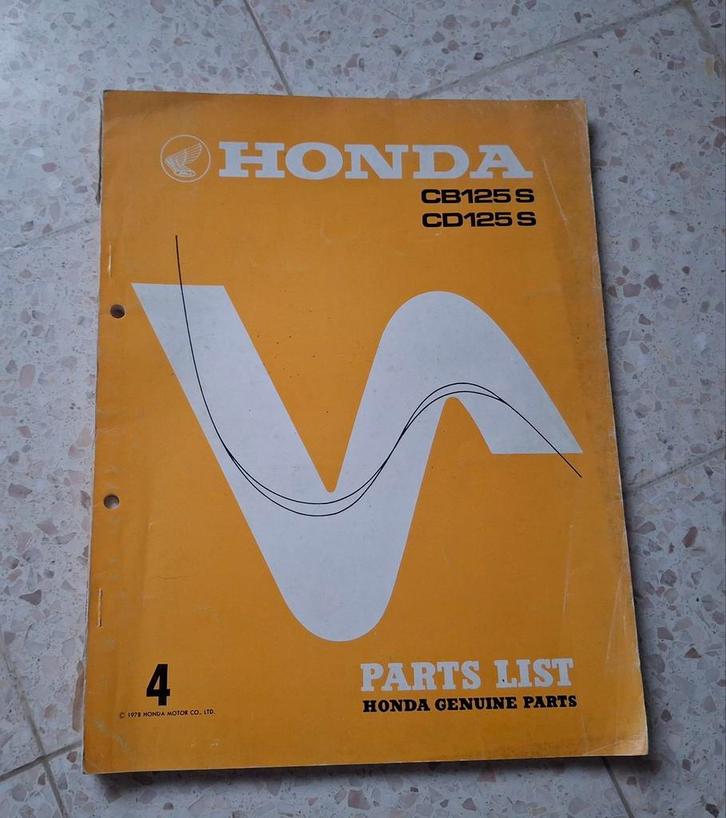 HONDA
CB125S
CD125S
4
© 1978 HONDA MOTOR CO., LTD.
PARTS LIST
HONDA GENUINE PARTS